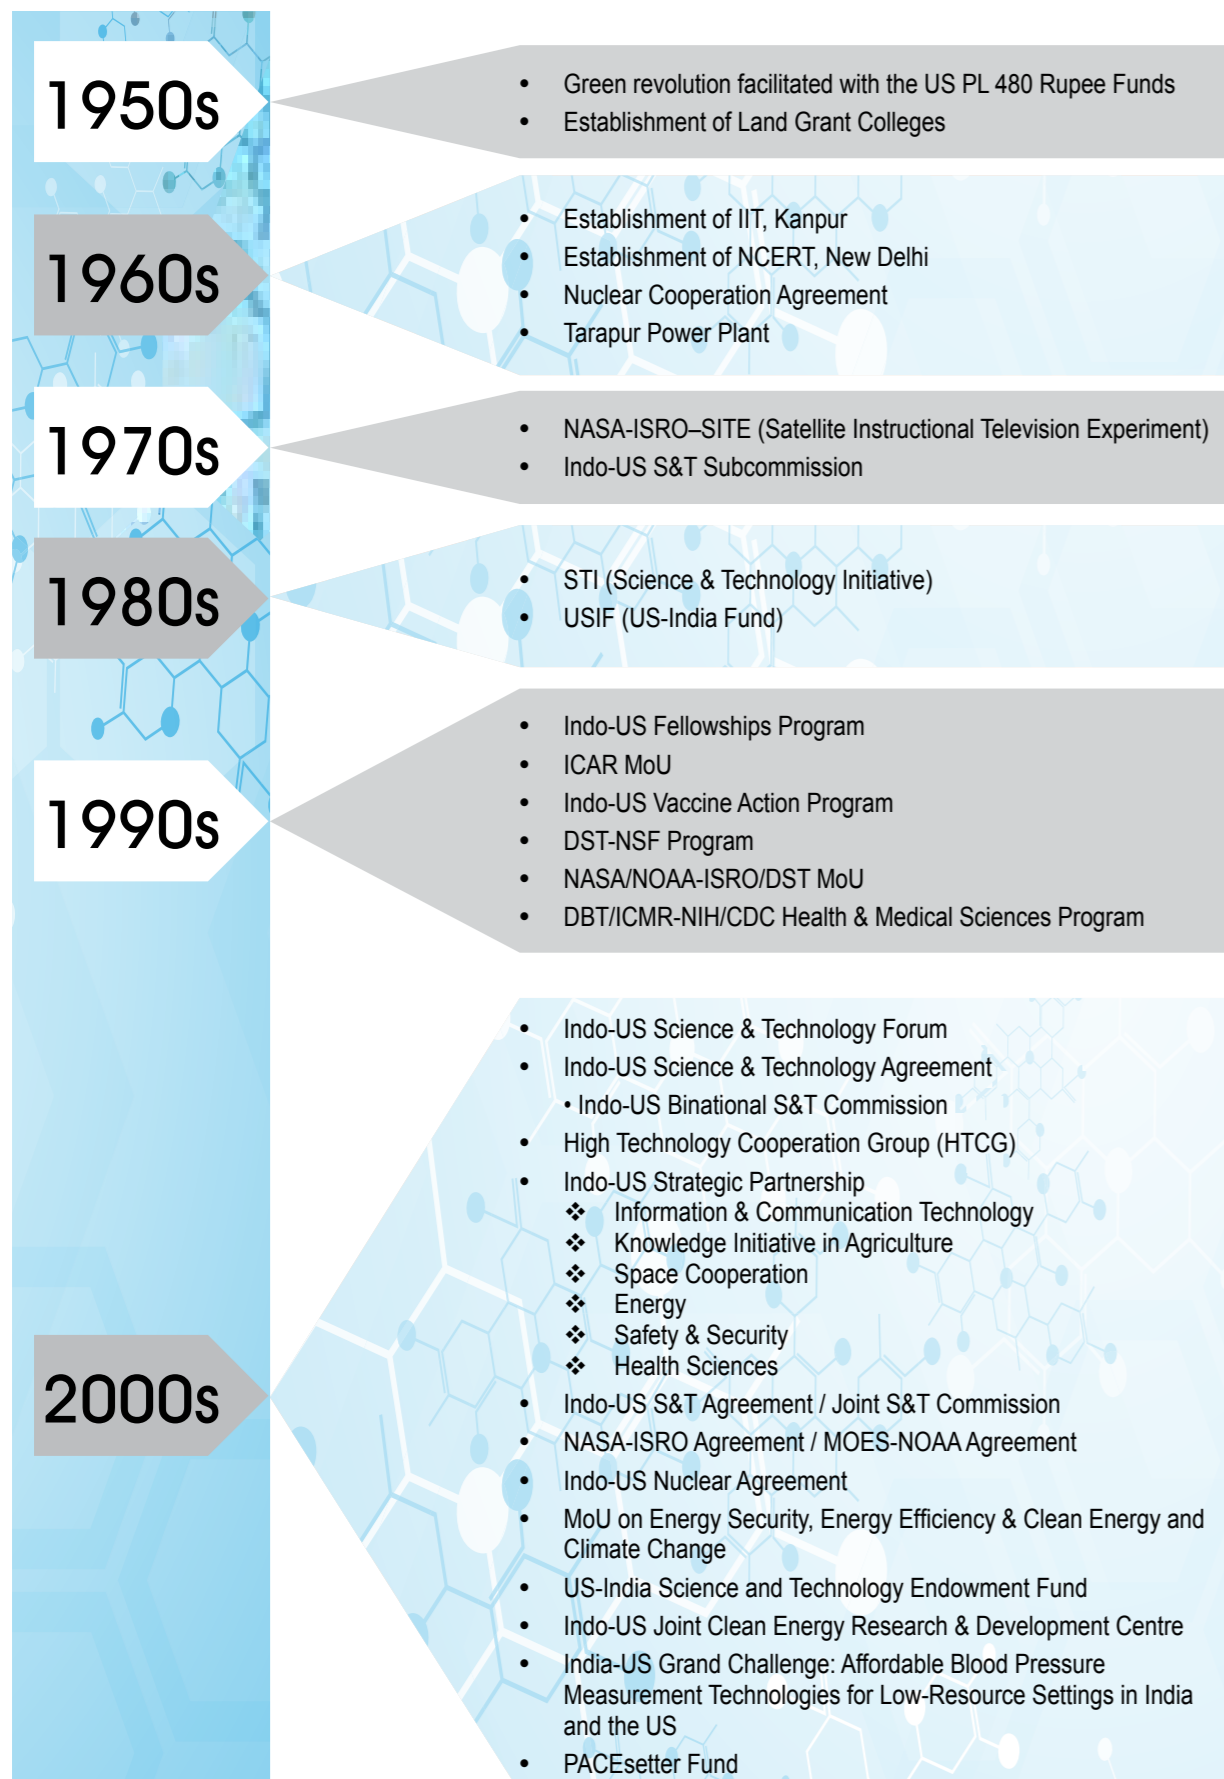 1950s
• Green revolution facilitated with the US PL 480 Rupee Funds
• Establishment of Land Grant Colleges
1960s
• Establishment of IIT, Kanpur
• Establishment of NCERT, New Delhi
• Nuclear Cooperation Agreement
• Tarapur Power Plant
1970s
• NASA-ISRO–SITE (Satellite Instructional Television Experiment)
• Indo-US S&T Subcommission
1980s
• STI (Science & Technology Initiative)
• USIF (US-India Fund)
1990s
• Indo-US Fellowships Program
• ICAR MoU
• Indo-US Vaccine Action Program
• DST-NSF Program
• NASA/NOAA-ISRO/DST MoU
• DBT/ICMR-NIH/CDC Health & Medical Sciences Program
2000s
• Indo-US Science & Technology Forum
• Indo-US Science & Technology Agreement
• Indo-US Binational S&T Commission
• High Technology Cooperation Group (HTCG)
• Indo-US Strategic Partnership
❖ Information & Communication Technology
❖ Knowledge Initiative in Agriculture
❖ Space Cooperation
❖ Energy
❖ Safety & Security
❖ Health Sciences
• Indo-US S&T Agreement / Joint S&T Commission
• NASA-ISRO Agreement / MOES-NOAA Agreement
• Indo-US Nuclear Agreement
• MoU on Energy Security, Energy Efficiency & Clean Energy and
Climate Change
• US-India Science and Technology Endowment Fund
• Indo-US Joint Clean Energy Research & Development Centre
• India-US Grand Challenge: Affordable Blood Pressure
Measurement Technologies for Low-Resource Settings in India
and the US
• PACEsetter Fund